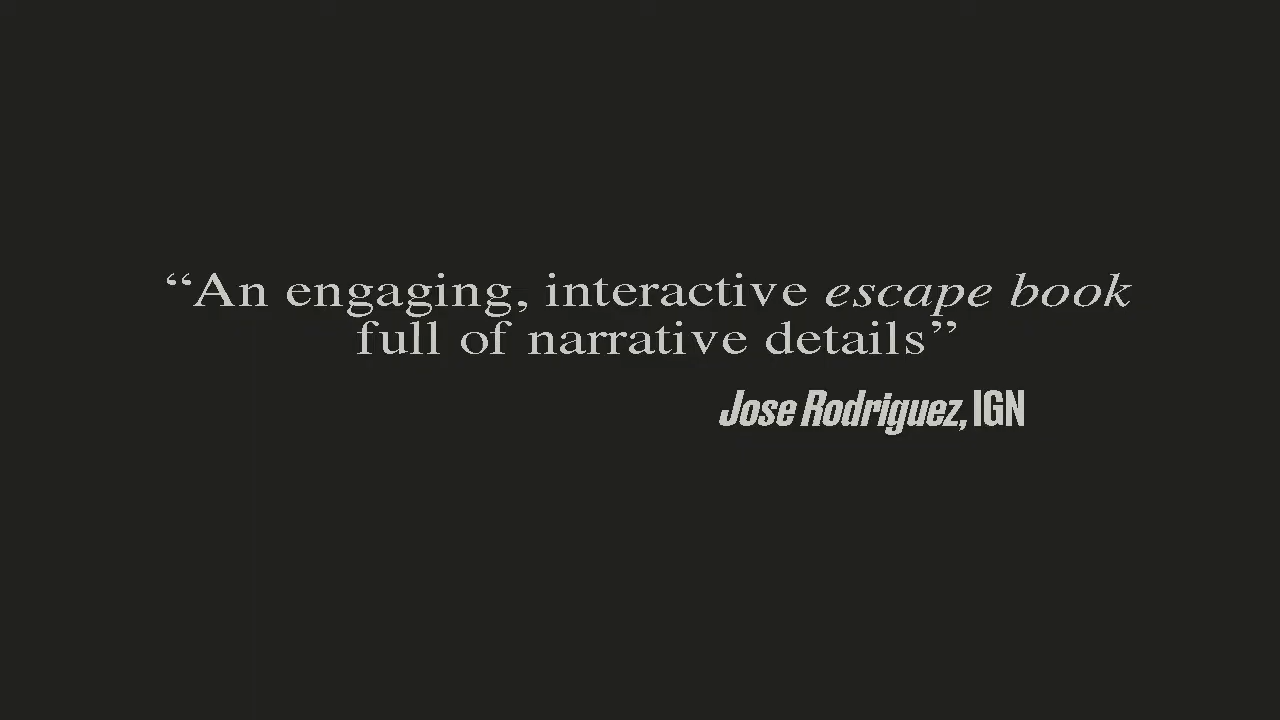 “An engaging, interactive escape book
full of narrative details”
Jose Rodriguez, IGN